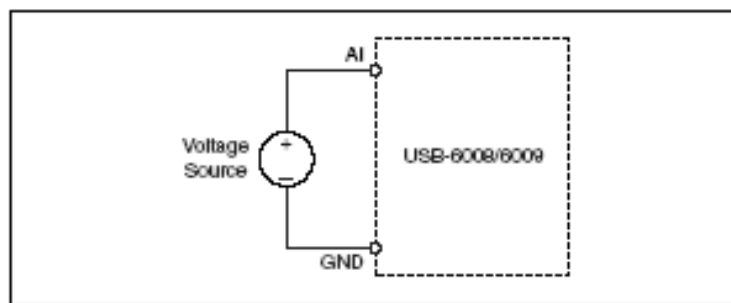 AI
Voltage
Source
+
–
USB-6008/6009
GND